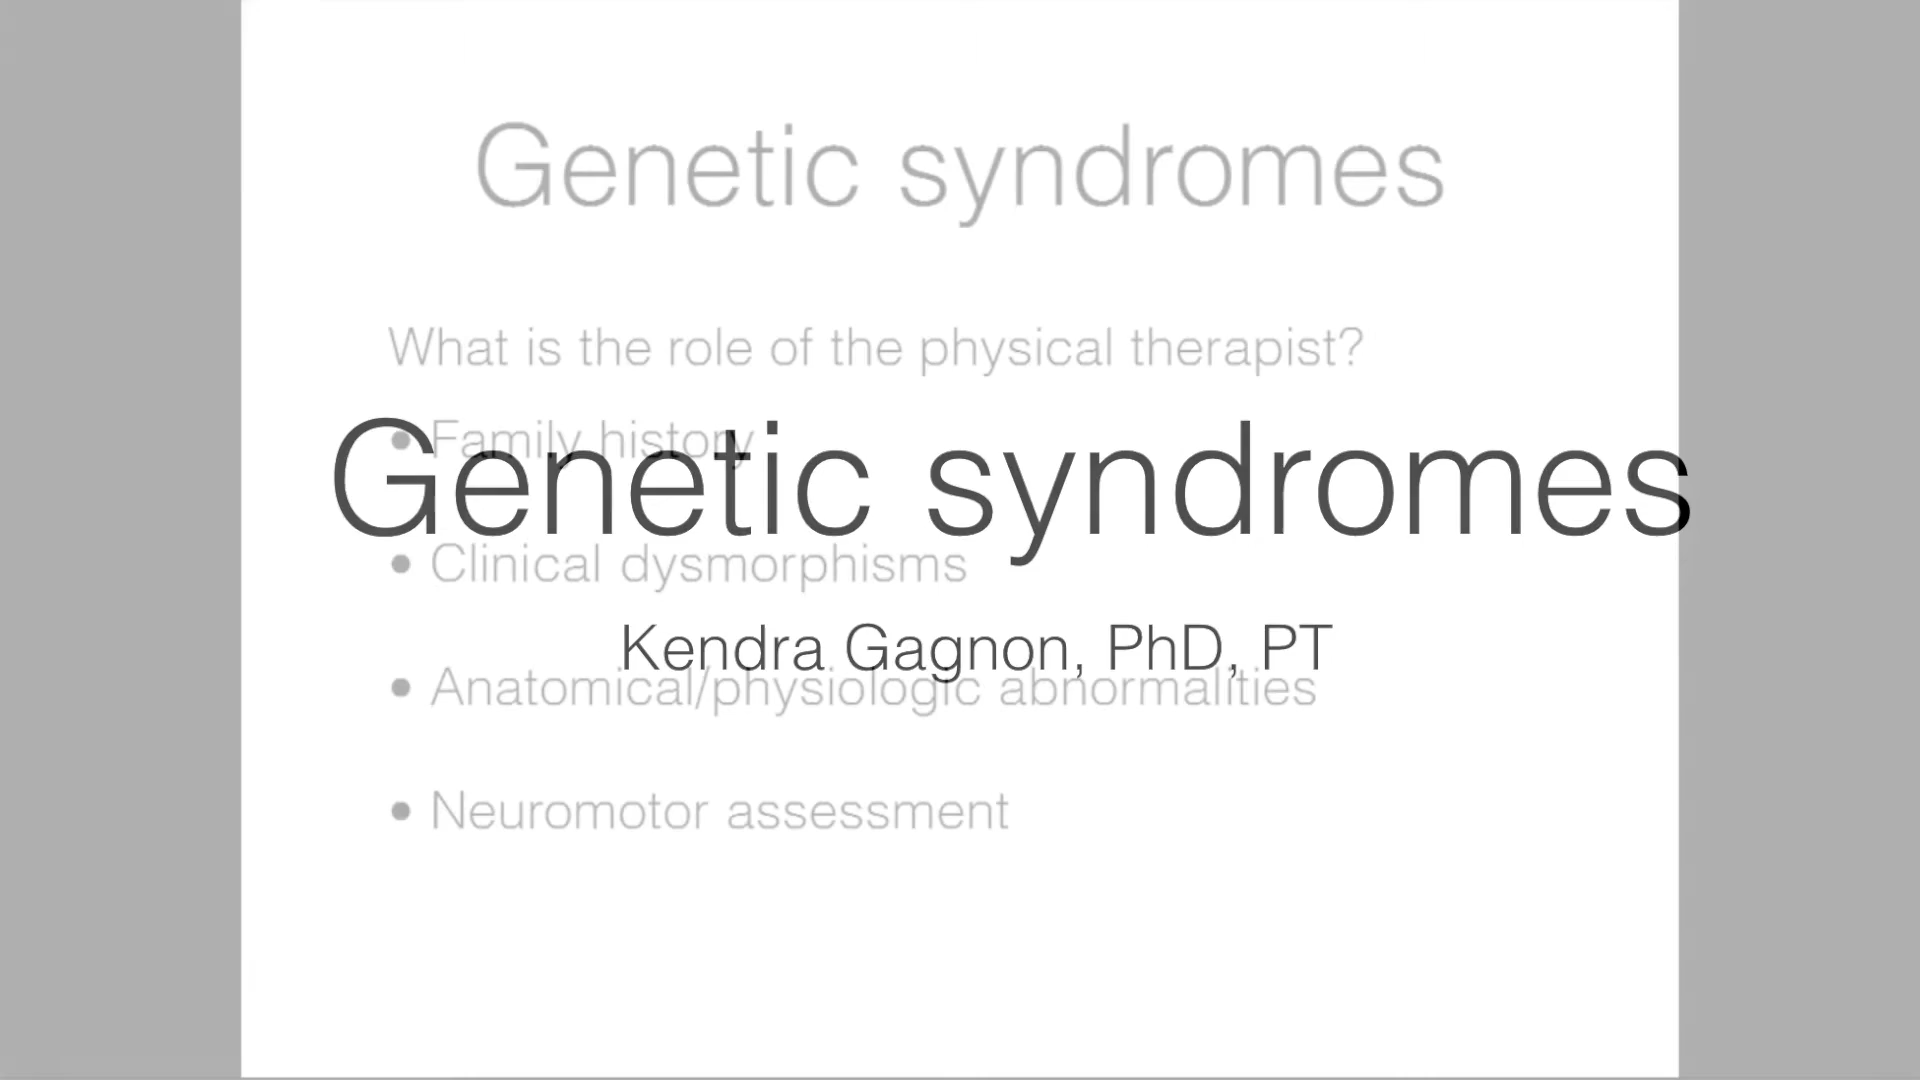 Genetic syndromes
What is the role of the physical therapist?
• Family history
Genetic syndromes
• Clinical dysmorphisms
Kendra Gagnon, PhD, PT
• Anatomical/physiologic abnormalities
• Neuromotor assessment